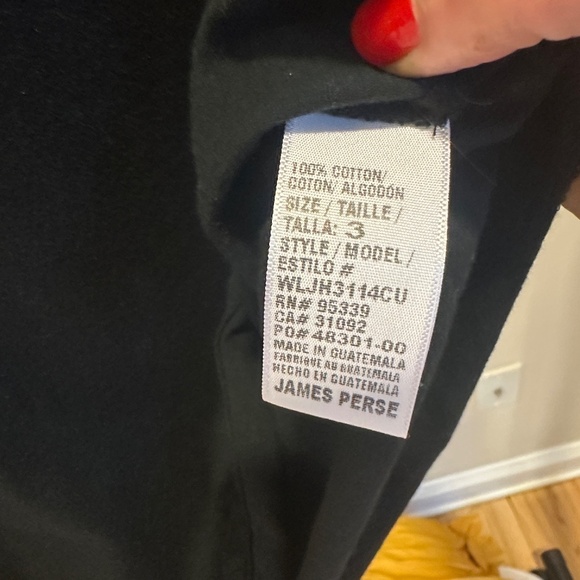 100% COTTON/
COTON/ ALGODÓN
SIZE / TAILLE /
TALLA: 3
STYLE / MODEL /
ESTILO #
WLJH3114CU
RN# 95339
CA# 31092
PO# 48301-00
MADE IN GUATEMALA
FABRIQUE AU GUATEMALA
HECHO EN GUATEMALA
JAMES PERSE